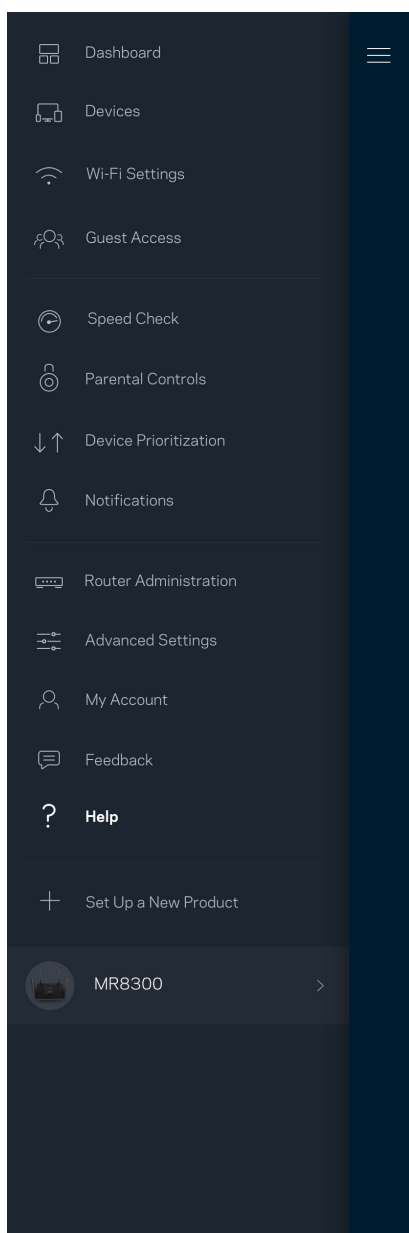 Dashboard
Devices
Wi-Fi Settings
Guest Access
Speed Check
Parental Controls
Device Prioritization
Notifications
Router Administration
Advanced Settings
My Account
Feedback
Help
Set Up a New Product
MR8300